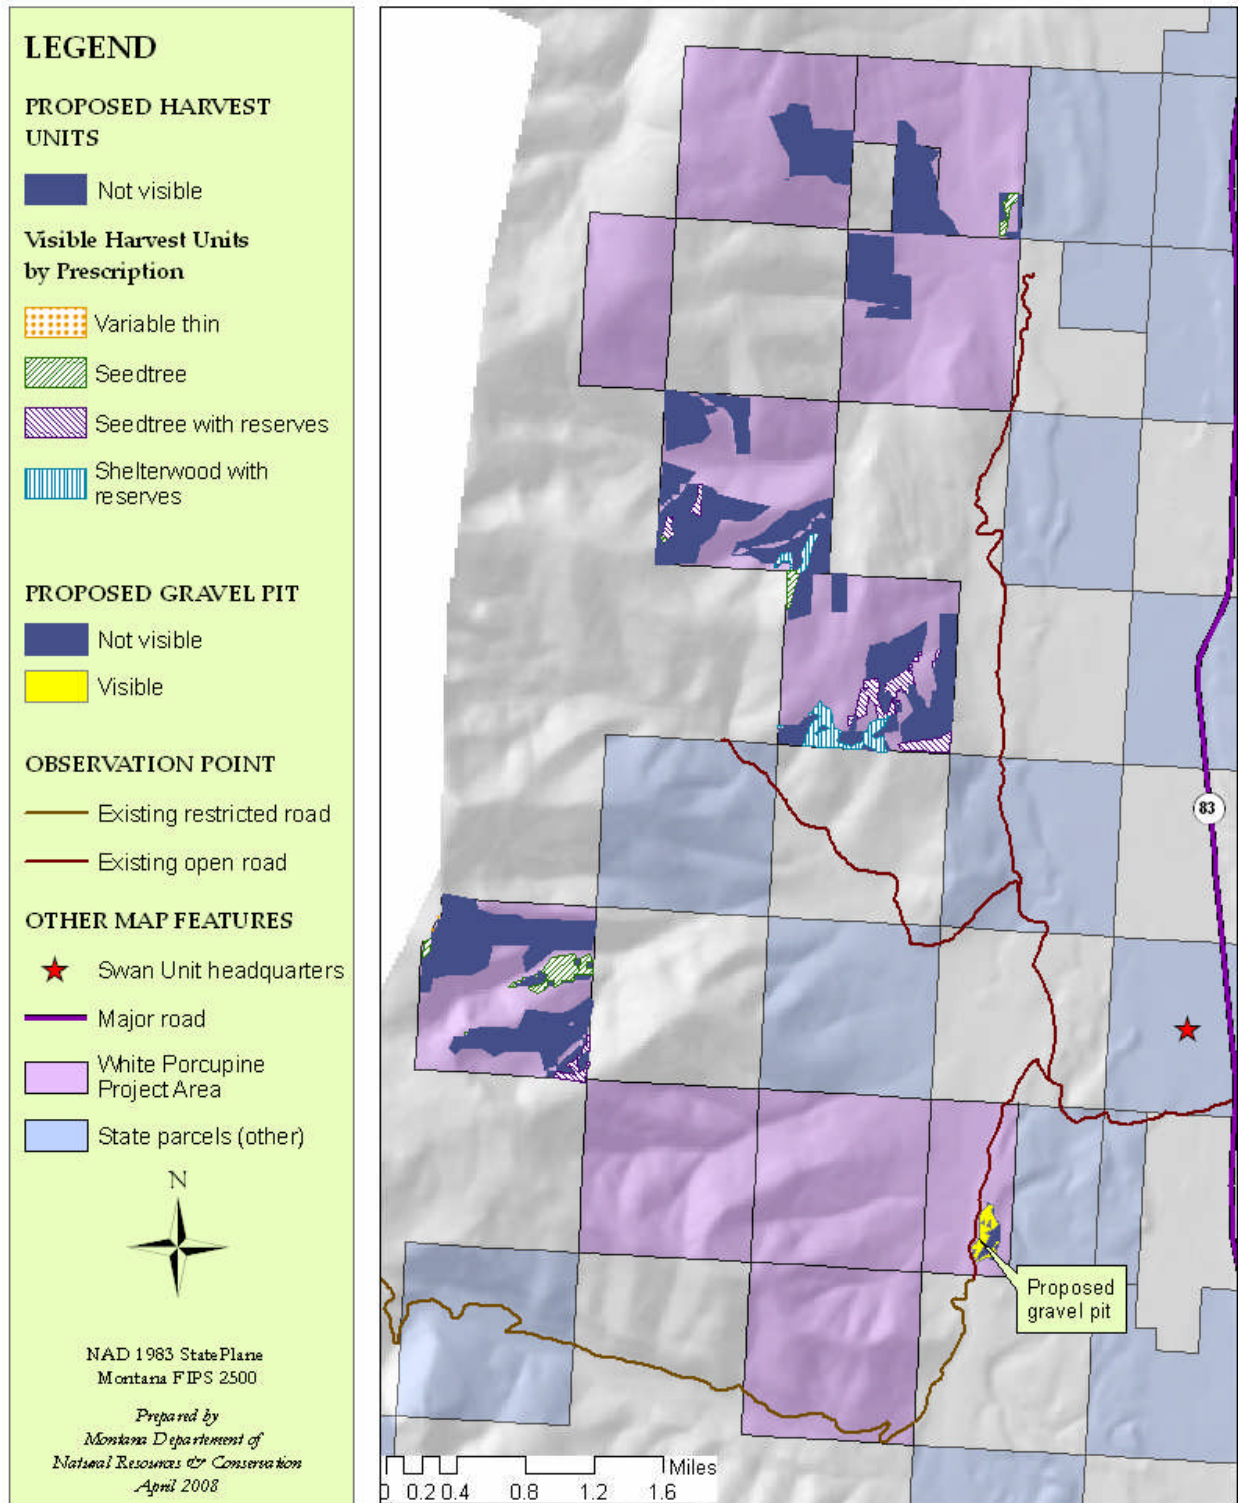 LEGEND
PROPOSED HARVEST
UNITS
Not visible
Visible Harvest Units
by Prescription
Variable thin
Seedtree
Seedtree with reserves
Shelterwood with
reserves
PROPOSED GRAVEL PIT
Not visible
Visible
OBSERVATION POINT
Existing restricted road
Existing open road
OTHER MAP FEATURES
Swan Unit headquarters
Major road
White Porcupine
Project Area
State parcels (other)
N
NAD 1983 StatePlane
Montana FIPS 2500
Prepared by
Montana Departement of
Natural Resources & Conservation
April 2008
83
Proposed
gravel pit
Miles
0 0.2 0.4 0.8 1.2 1.6